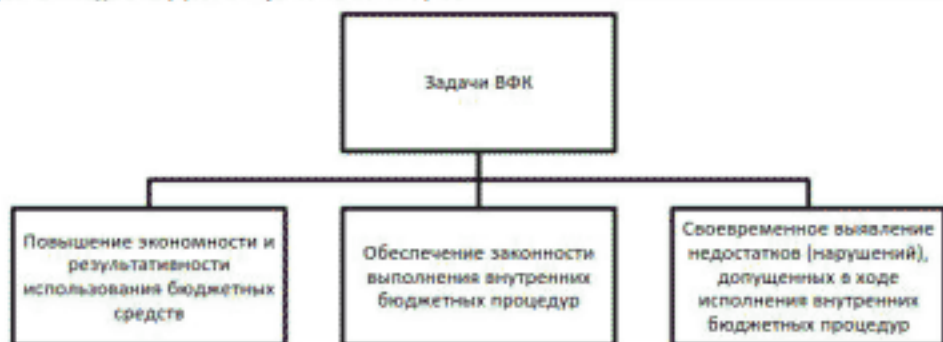 Задачи ВФК
Повышение экономности и
результативности
использования бюджетных
средств
Обеспечение законности
выполнения внутренних
бюджетных процедур
Своевременное выявление
недостатков (нарушений),
допущенных в ходе
исполнения внутренних
бюджетных процедур